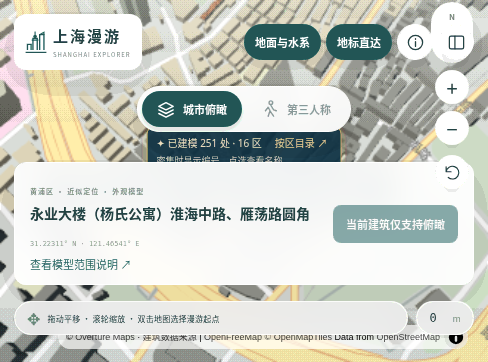 上海漫游
SHANGHAI EXPLORER
地面与水系
地标直达
N
城市俯瞰
第三人称
✦ 已建模 251 处 · 16 区 按区目录 ↗
密集时显示编号，点选查看名称
黄浦区 · 近似定位 · 外观模型
永业大楼（杨氏公寓）淮海中路、雁荡路圆角
当前建筑仅支持俯瞰
31.22311° N · 121.46541° E
查看模型范围说明 ↗
拖动平移 · 滚轮缩放 · 双击地图选择漫游起点
0 m
© Overture Maps · 建筑数据来源 | OpenFreeMap © OpenMapTiles Data from OpenStreetMap